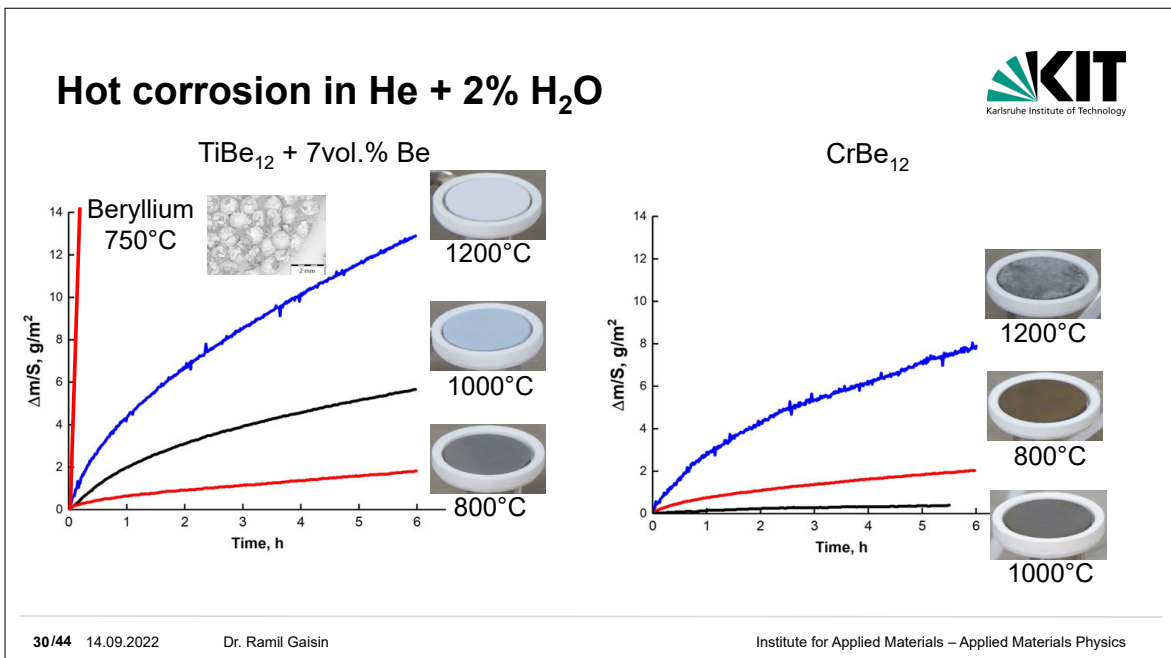 Hot corrosion in He + 2% H₂O
KIT
Karlsruhe Institute of Technology
TiBe₁₂ + 7vol.% Be
Beryllium
750°C
2 mm
14
12
10
8
6
4
2
0
Δm/S, g/m²
0 1 2 3 4 5 6
Time, h
1200°C
1000°C
800°C
CrBe₁₂
14
12
10
8
6
4
2
0
Δm/S, g/m²
0 1 2 3 4 5 6
Time, h
1200°C
800°C
1000°C
30/44 14.09.2022 Dr. Ramil Gaisin Institute for Applied Materials – Applied Materials Physics